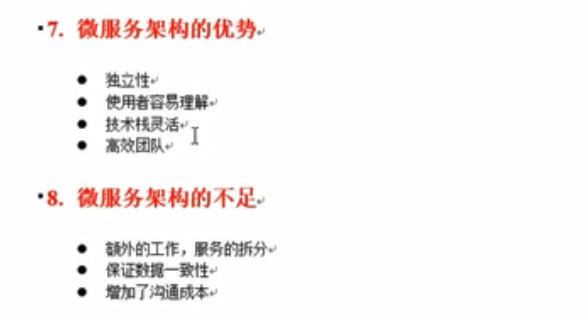 7. 微服务架构的优势
● 独立性
● 使用者容易理解
● 技术栈灵活
● 高效团队
8. 微服务架构的不足
● 额外的工作，服务的拆分
● 保证数据一致性
● 增加了沟通成本